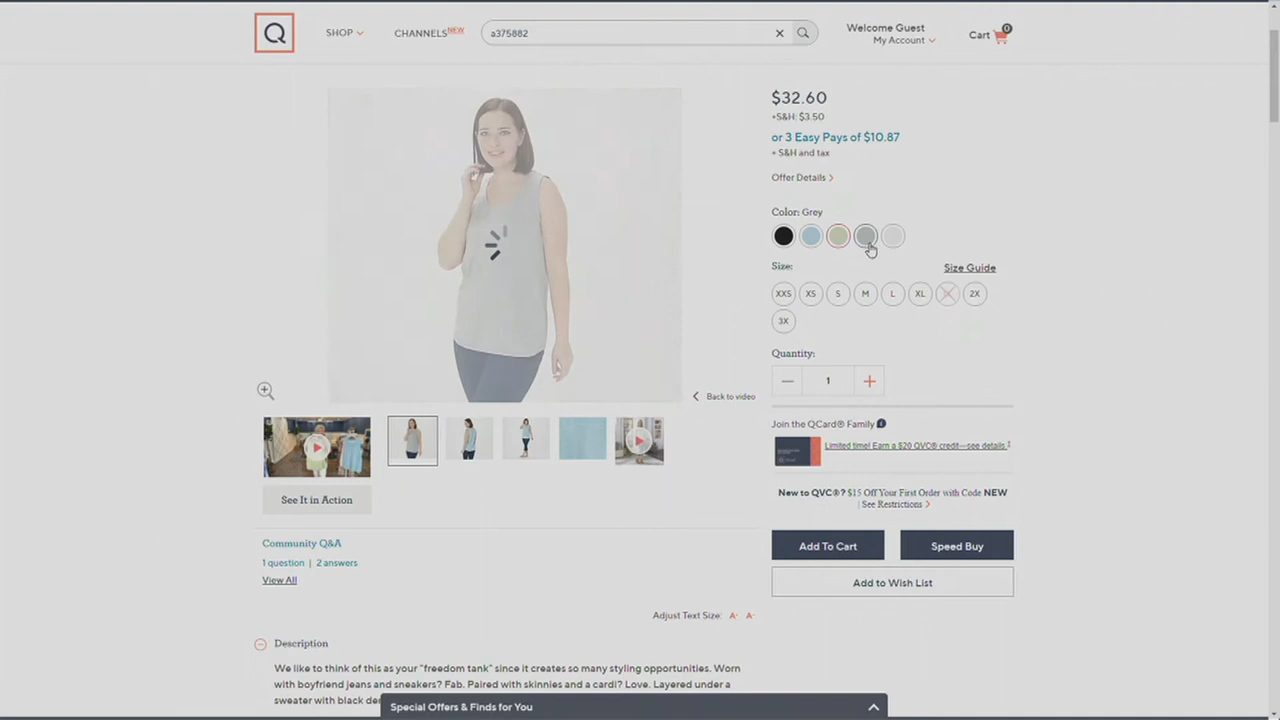 Q
SHOP
CHANNELS NEW
a375882
Welcome Guest
My Account
Cart
0
$32.60
+S&H: $3.50
or 3 Easy Pays of $10.87
+ S&H and tax
Offer Details
Color: Grey
Size:
Size Guide
XXS XS S M L XL 2X
3X
Quantity:
1
Back to video
Join the QCard® Family
Limited time! Earn a $20 QVC® credit—see details.‡
See It in Action
New to QVC®? $15 Off Your First Order with Code NEW
| See Restrictions
Add To Cart
Speed Buy
Add to Wish List
Community Q&A
1 question | 2 answers
View All
Adjust Text Size: A- A+
Description
We like to think of this as your "freedom tank" since it creates so many styling opportunities. Worn
with boyfriend jeans and sneakers? Fab. Paired with skinnies and a cardi? Love. Layered under a
sweater with black
Special Offers & Finds for You